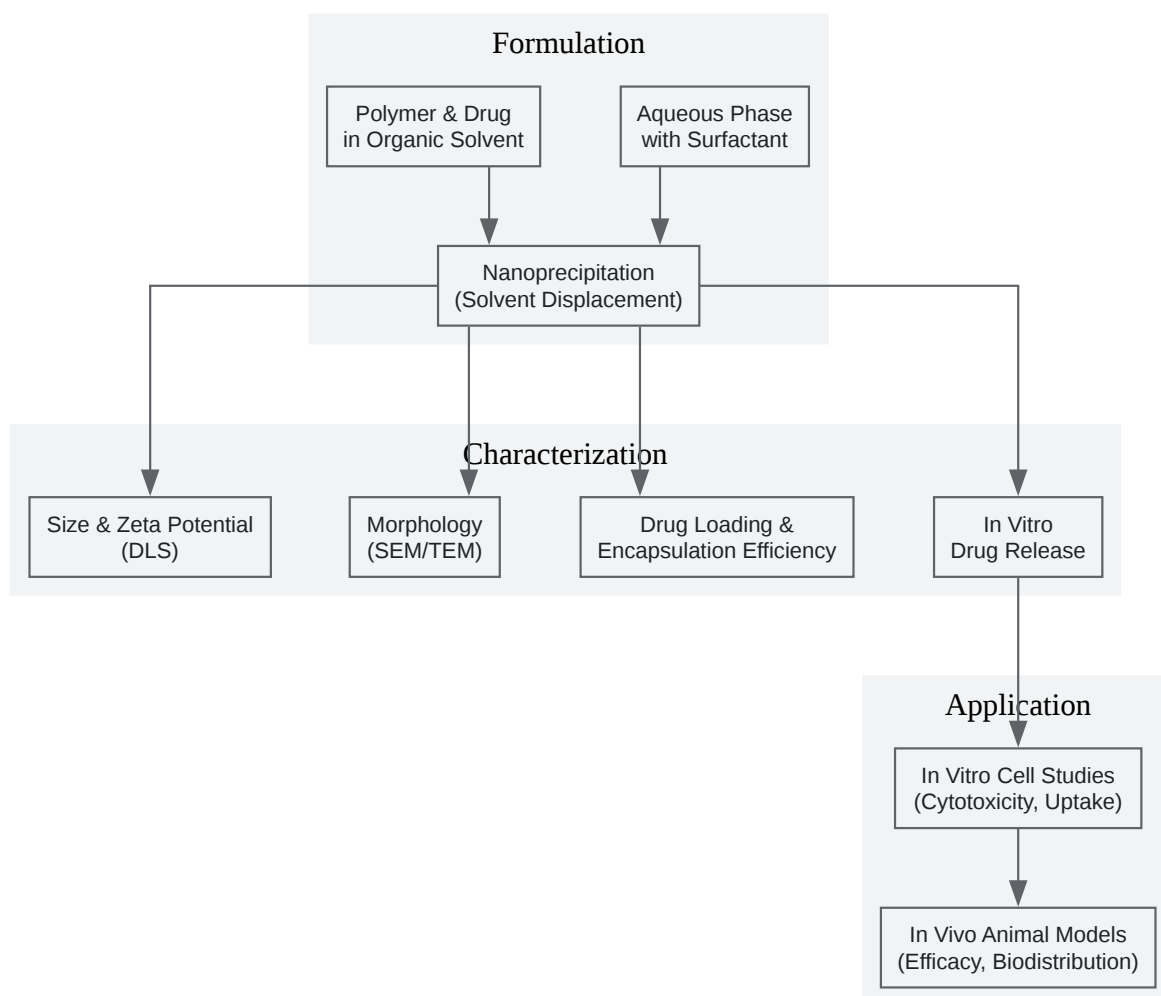 Formulation
Polymer & Drug
in Organic Solvent
Aqueous Phase
with Surfactant
Nanoprecipitation
(Solvent Displacement)
Characterization
Size & Zeta Potential
(DLS)
Morphology
(SEM/TEM)
Drug Loading &
Encapsulation Efficiency
In Vitro
Drug Release
Application
In Vitro Cell Studies
(Cytotoxicity, Uptake)
In Vivo Animal Models
(Efficacy, Biodistribution)